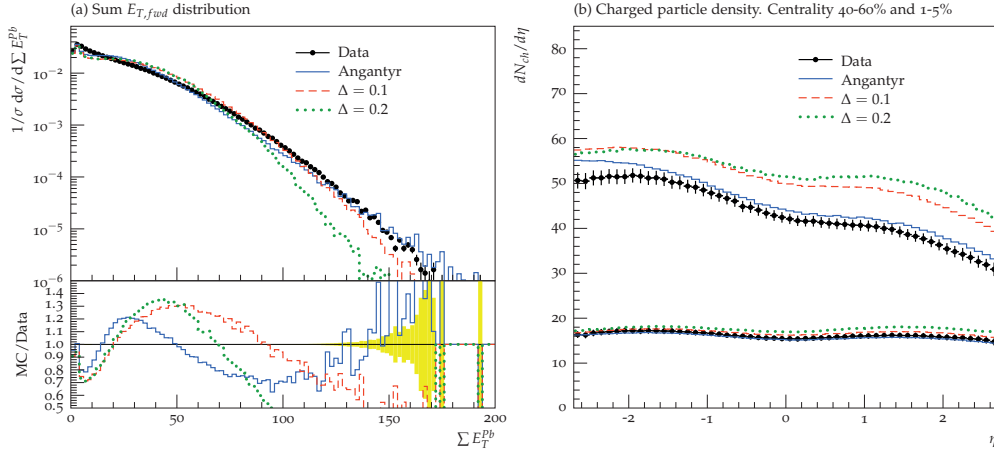 (a) Sum E_{T,fwd} distribution
1/σ dσ/d∑ E_T^{Pb}
10^{-2}
10^{-3}
10^{-4}
10^{-5}
10^{-6}
Data
Angantyr
Δ = 0.1
Δ = 0.2
MC/Data
1.4
1.3
1.2
1.1
1.0
0.9
0.8
0.7
0.6
0.5
0 50 100 150 200
∑ E_T^{Pb}
(b) Charged particle density. Centrality 40-60% and 1-5%
dN_{ch}/dη
80
70
60
50
40
30
20
10
0
Data
Angantyr
Δ = 0.1
Δ = 0.2
-2 -1 0 1 2
η